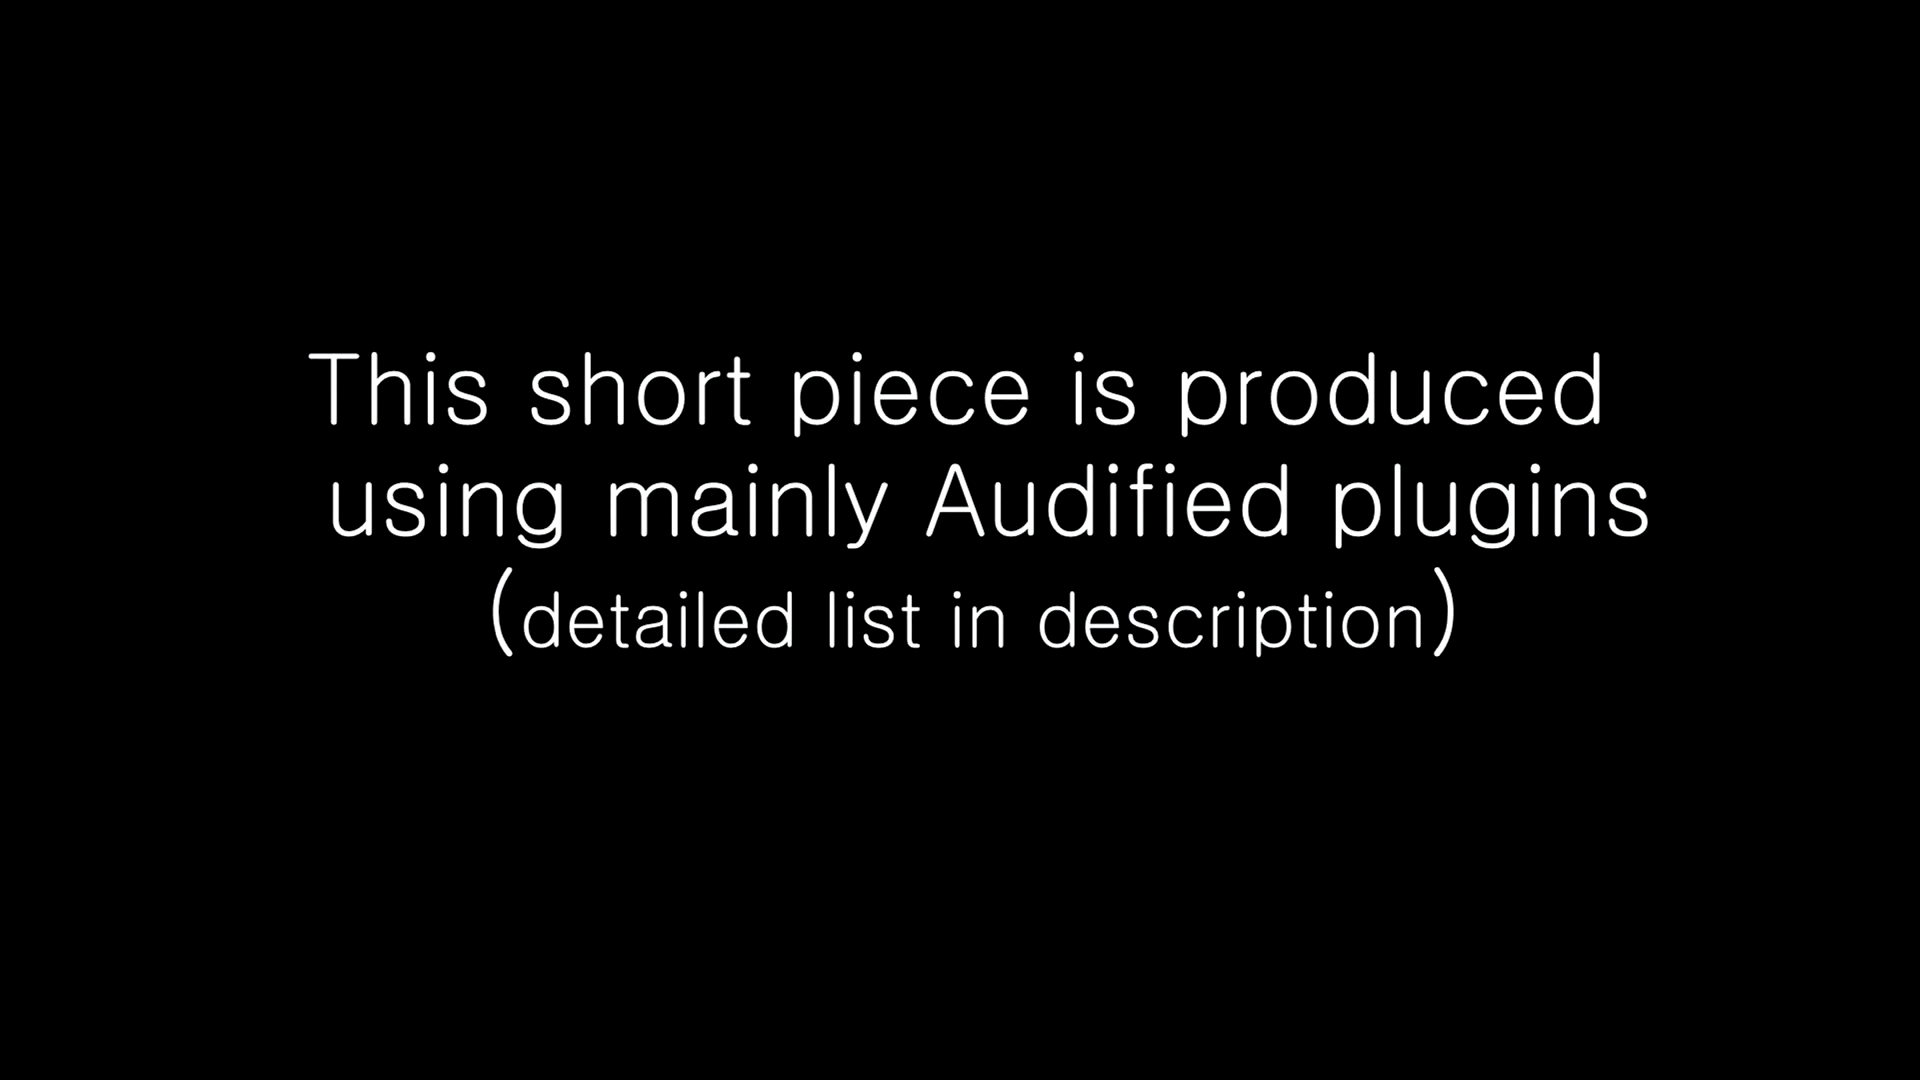 This short piece is produced
using mainly Audified plugins
(detailed list in description)